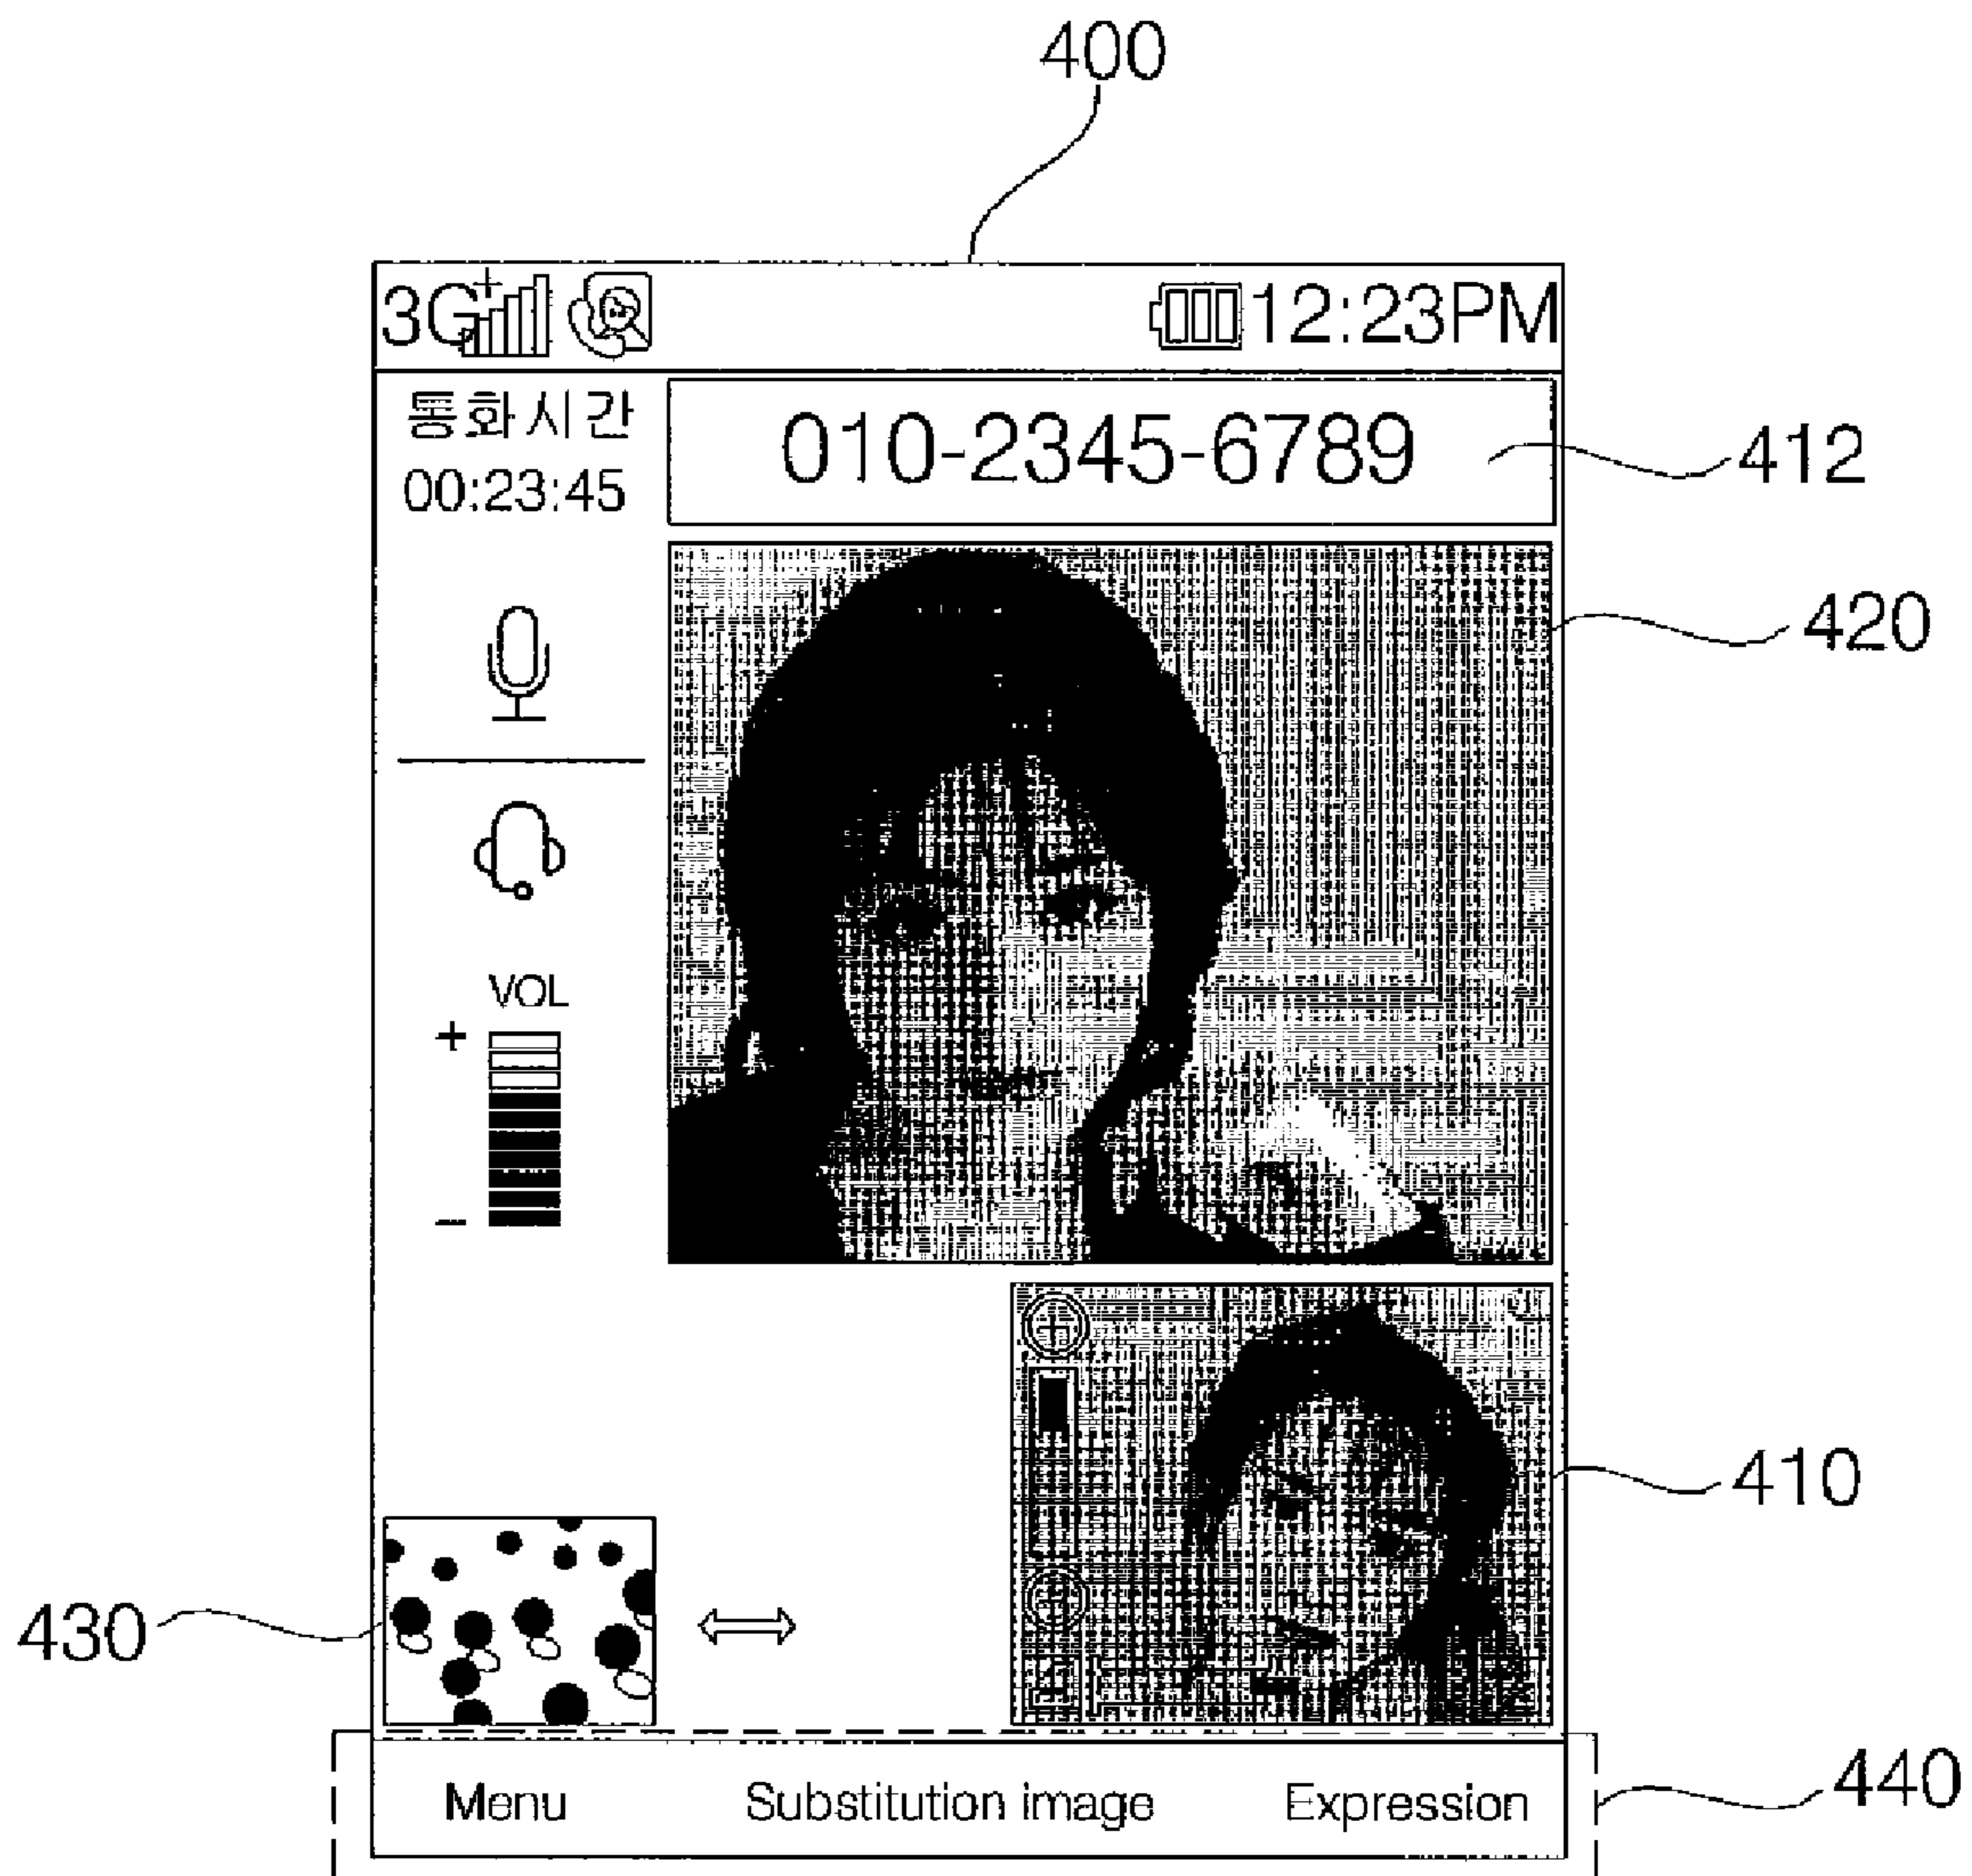 400
3G 12:23PM
통화시간
00:23:45
010-2345-6789
412
420
VOL
+
-
410
430
440
Menu Substitution image Expression